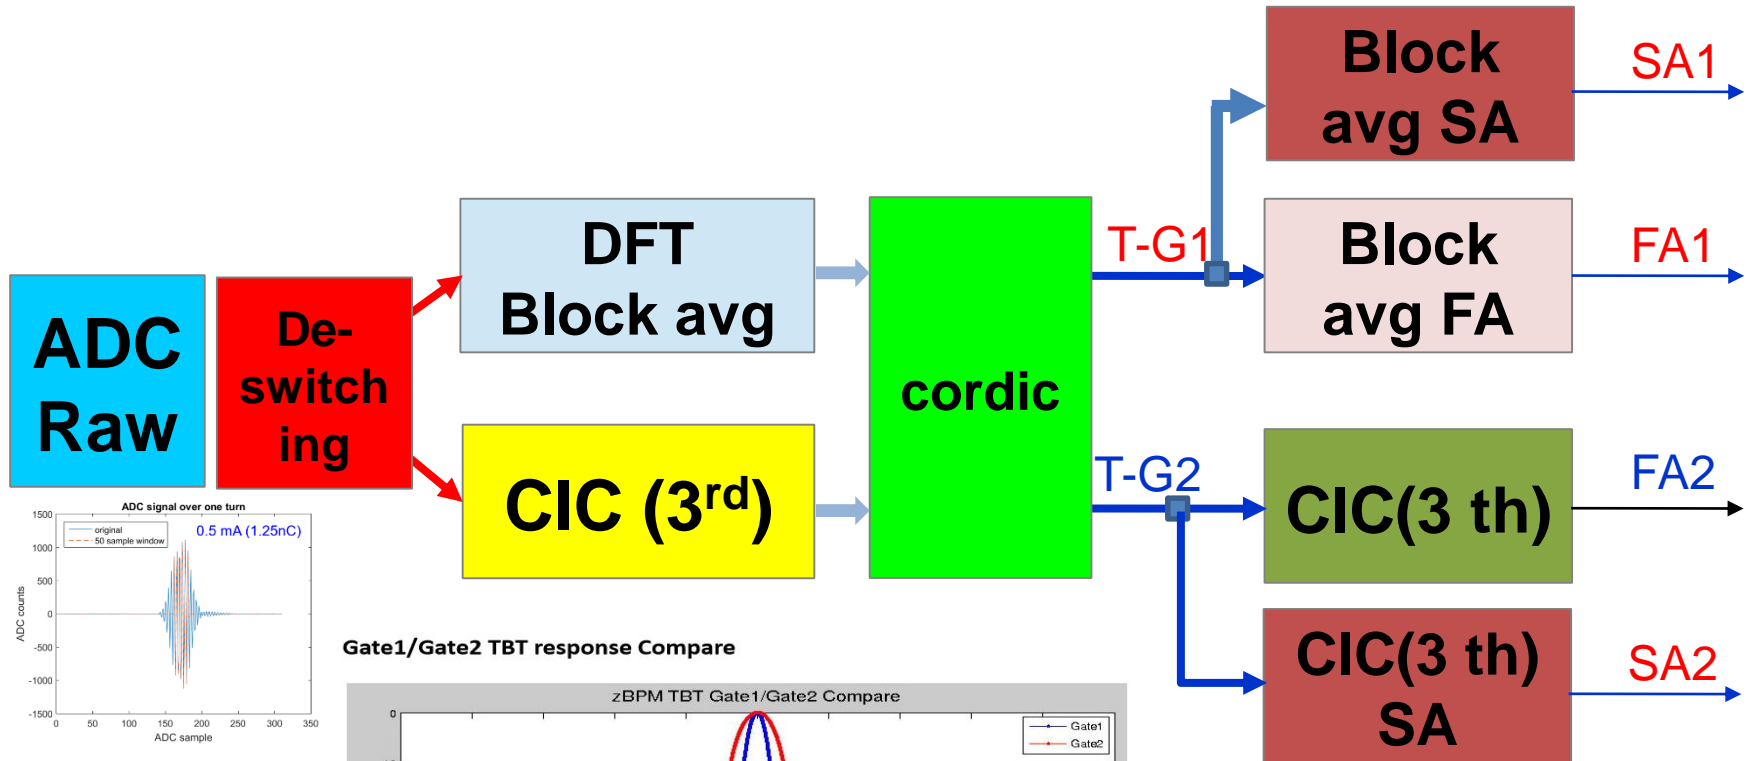 Block
avg SA
SA1
DFT
Block avg
T-G1
Block
avg FA
FA1
ADC
Raw
De-
switch
ing
cordic
CIC (3rd)
T-G2
CIC(3 th)
FA2
CIC(3 th)
SA
SA2
ADC signal over one turn
original
50 sample window
0.5 mA (1.25nC)
ADC counts
1500
1000
500
0
-500
-1000
-1500
0 50 100 150 200 250 300 350
ADC sample
Gate1/Gate2 TBT response Compare
zBPM TBT Gate1/Gate2 Compare
0
Gate1
Gate2